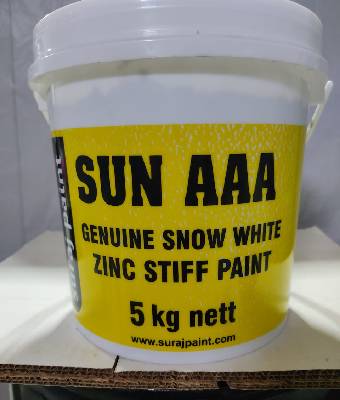 SUN AAA
GENUINE SNOW WHITE
ZINC STIFF PAINT
5 kg nett
www.surajpaint.com